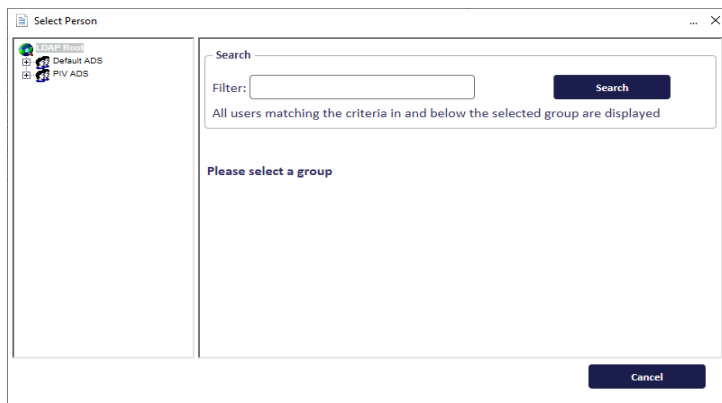 Select Person
...
LDAP Root
Default ADS
PIV ADS
Search
Filter:
Search
All users matching the criteria in and below the selected group are displayed
Please select a group
Cancel